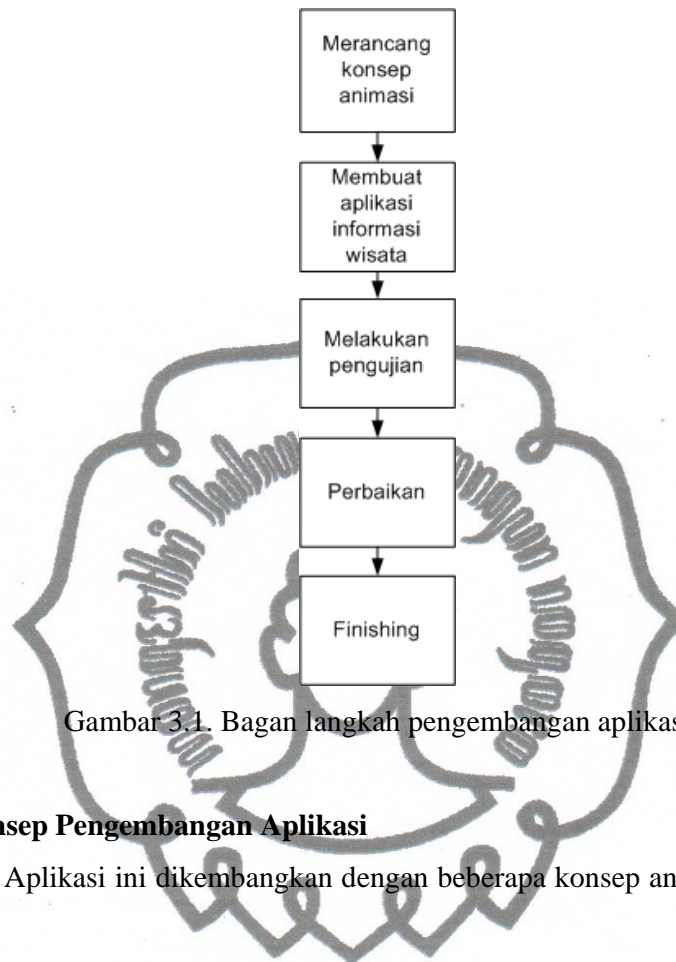 Merancang
konsep
animasi
Membuat
aplikasi
informasi
wisata
Melakukan
pengujian
Perbaikan
Finishing
Gambar 3.1. Bagan langkah pengembangan aplikas
nsep Pengembangan Aplikasi
Aplikasi ini dikembangkan dengan beberapa konsep an